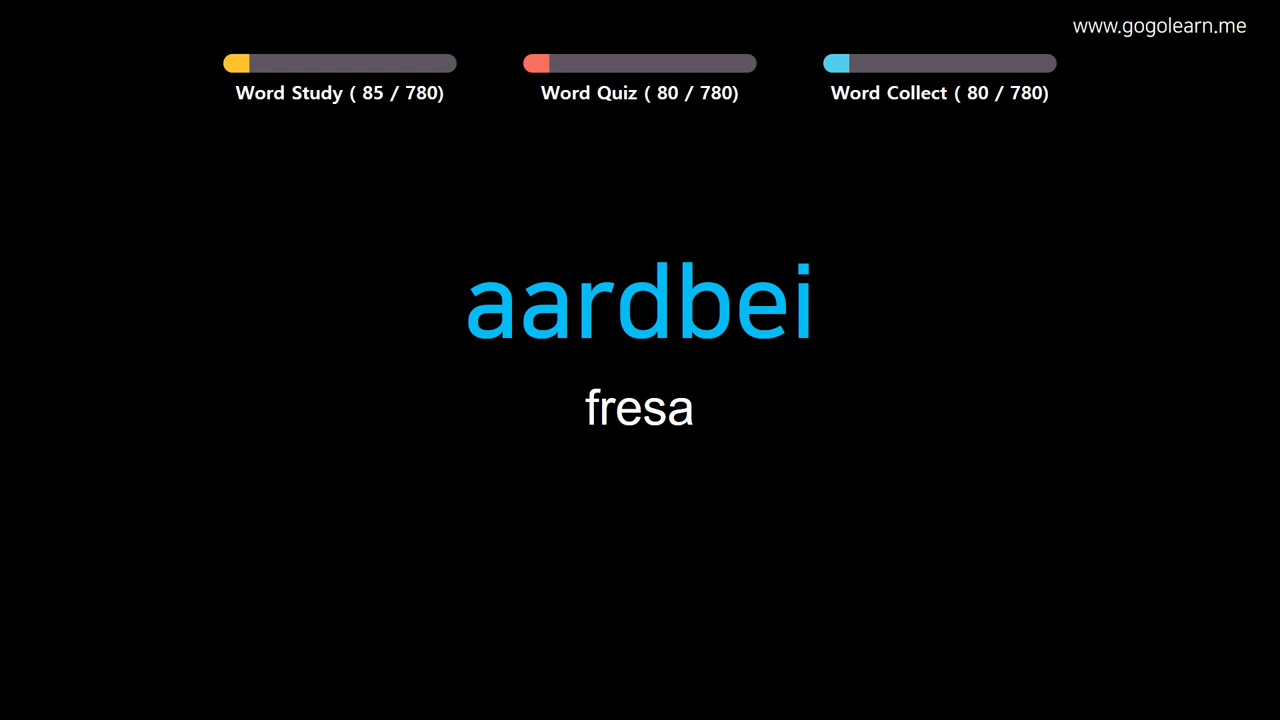 www.gogolearn.me
Word Study ( 85 / 780)
Word Quiz ( 80 / 780)
Word Collect ( 80 / 780)
aardbei
fresa